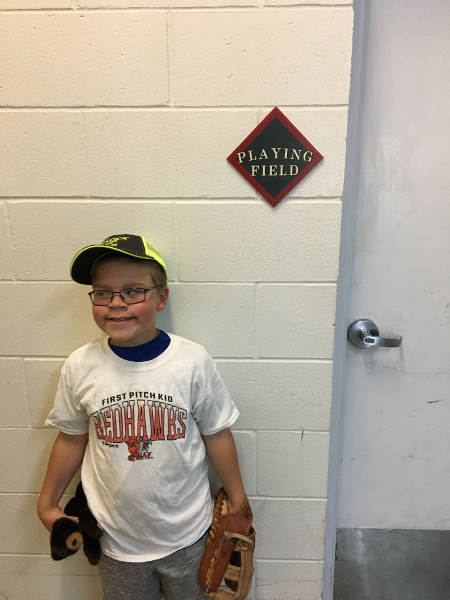 PLAYING
FIELD
FIRST PITCH KID
REDHAWKS